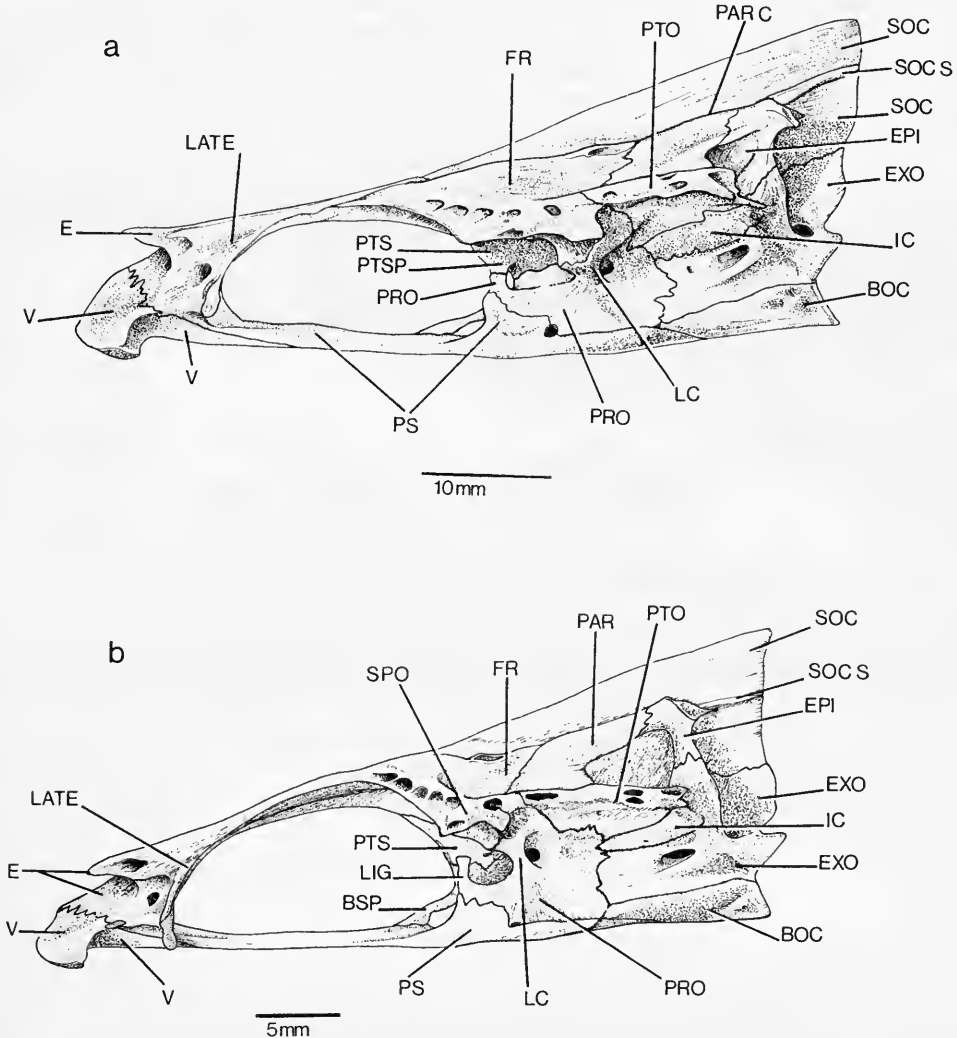 a
PAR C
PTO
FR
SOC
SOC S
SOC
EPI
EXO
IC
BOC
LATE
E
V
V
PTS
PTSP
PRO
PS
PRO
LC
10mm
b
SPO
FR
PAR
PTO
SOC
SOC S
EPI
EXO
IC
EXO
BOC
LATE
E
V
V
PTS
LIG
BSP
PS
LC
PRO
5mm